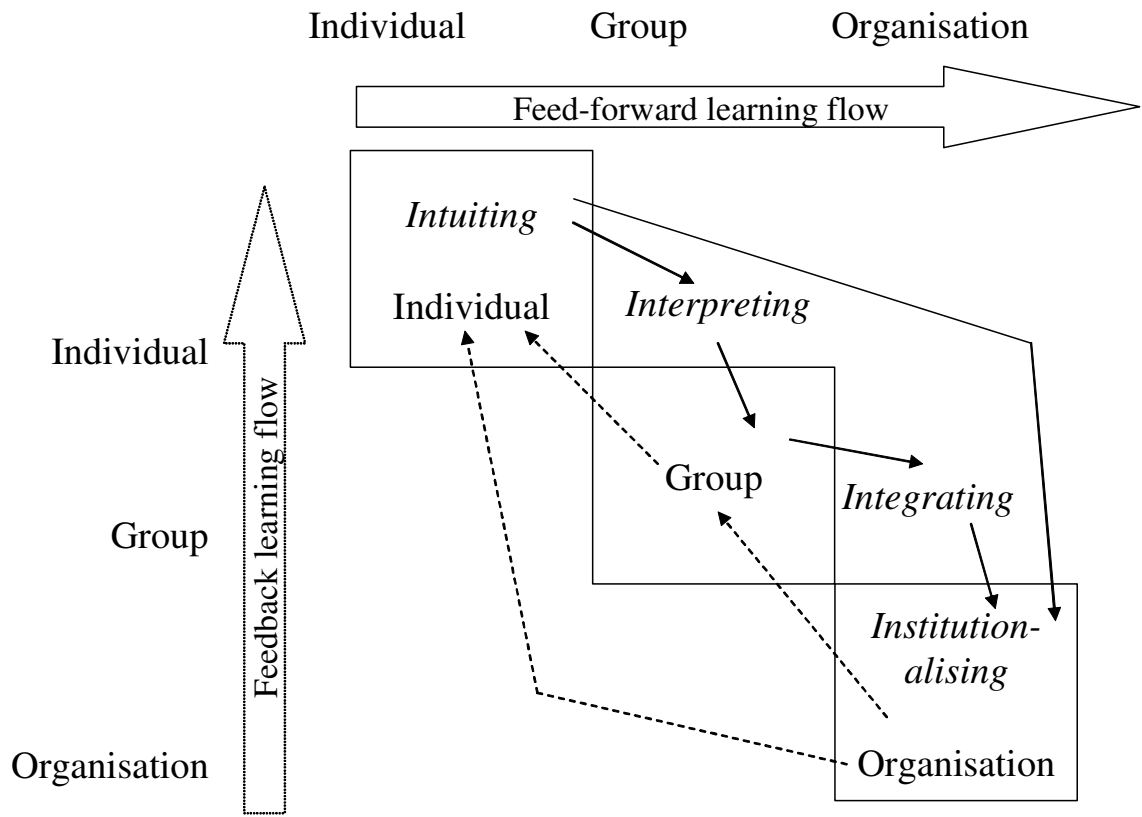 Individual Group Organisation
Feed-forward learning flow
Intuiting
Individual
Interpreting
Individual
Feedback learning flow
Group
Integrating
Group
Institution-
alising
Organisation
Organisation